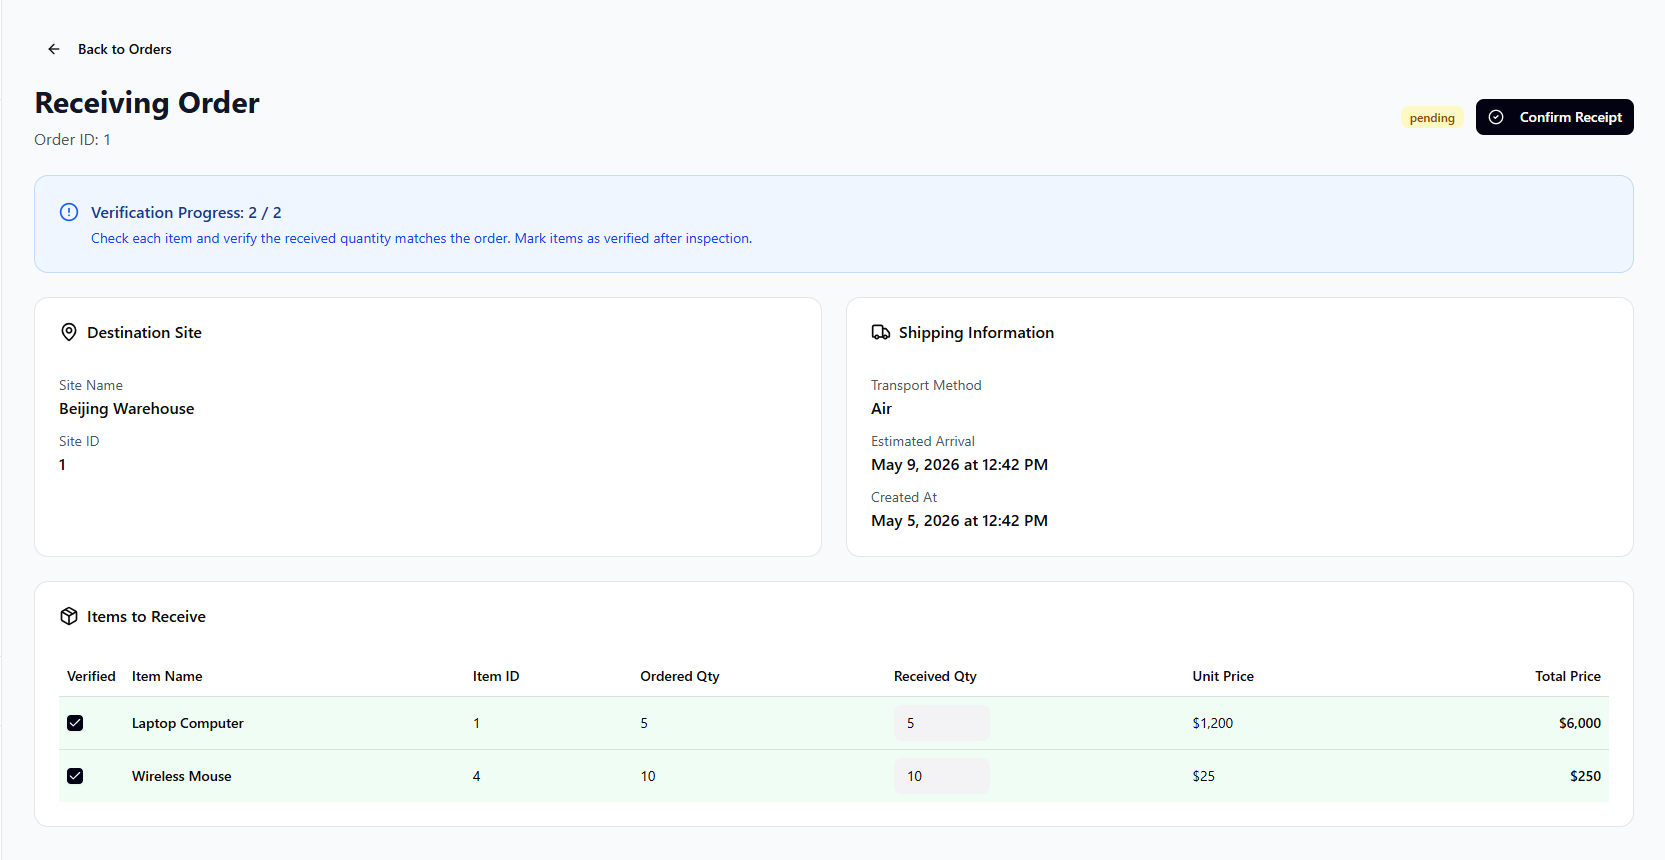 Back to Orders
Receiving Order
Order ID: 1
pending
Confirm Receipt
Verification Progress: 2 / 2
Check each item and verify the received quantity matches the order. Mark items as verified after inspection.
Destination Site
Site Name
Beijing Warehouse
Site ID
1
Shipping Information
Transport Method
Air
Estimated Arrival
May 9, 2026 at 12:42 PM
Created At
May 5, 2026 at 12:42 PM
Items to Receive
Verified Item Name Item ID Ordered Qty Received Qty Unit Price Total Price
Laptop Computer 1 5 5 $1,200 $6,000
Wireless Mouse 4 10 10 $25 $250